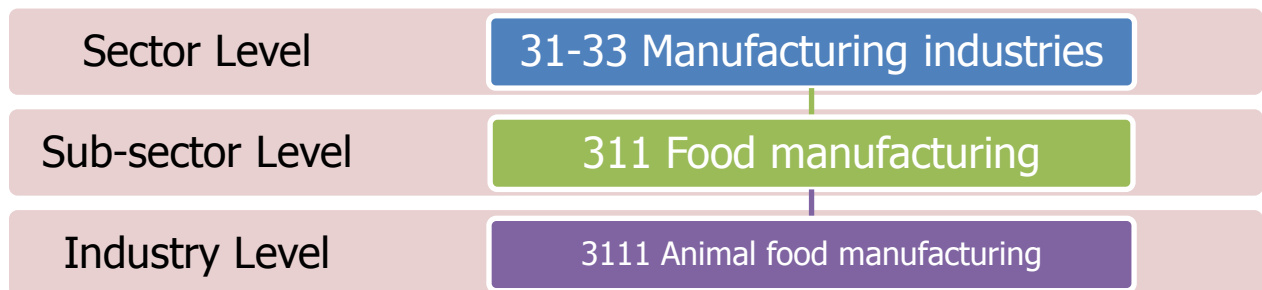 Sector Level
31-33 Manufacturing industries
Sub-sector Level
311 Food manufacturing
Industry Level
3111 Animal food manufacturing